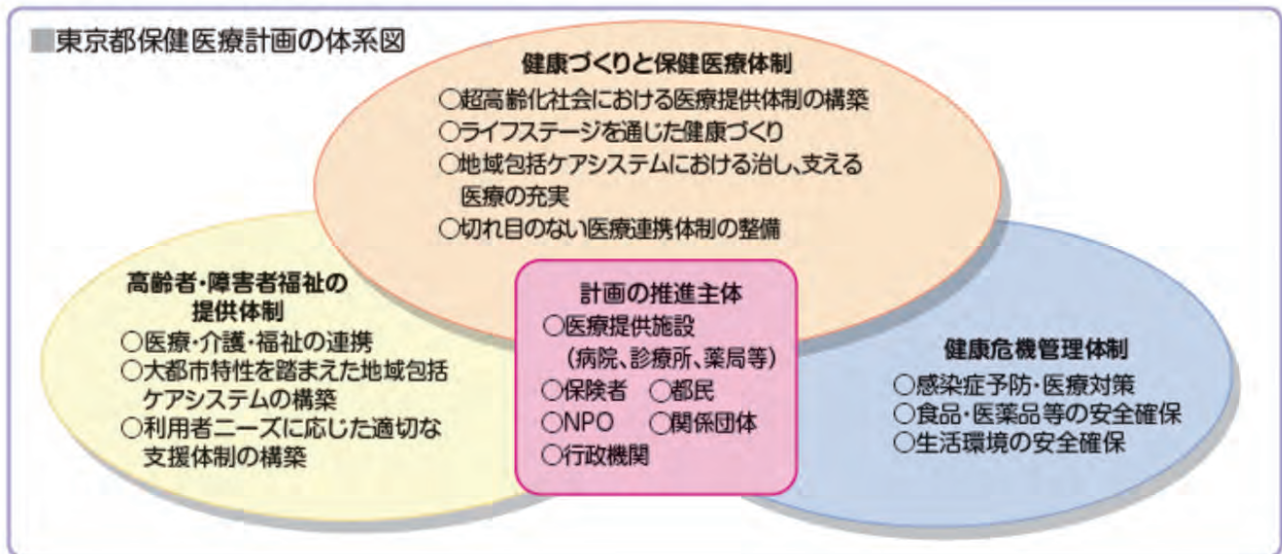 ■東京都保健医療計画の体系図
健康づくりと保健医療体制
○超高齢化社会における医療提供体制の構築
○ライフステージを通じた健康づくり
○地域包括ケアシステムにおける治し、支える
医療の充実
○切れ目のない医療連携体制の整備
高齢者・障害者福祉の
提供体制
○医療・介護・福祉の連携
○大都市特性を踏まえた地域包括
ケアシステムの構築
○利用者ニーズに応じた適切な
支援体制の構築
計画の推進主体
○医療提供施設
（病院、診療所、薬局等）
○保険者　○都民
○NPO　○関係団体
○行政機関
健康危機管理体制
○感染症予防・医療対策
○食品・医薬品等の安全確保
○生活環境の安全確保